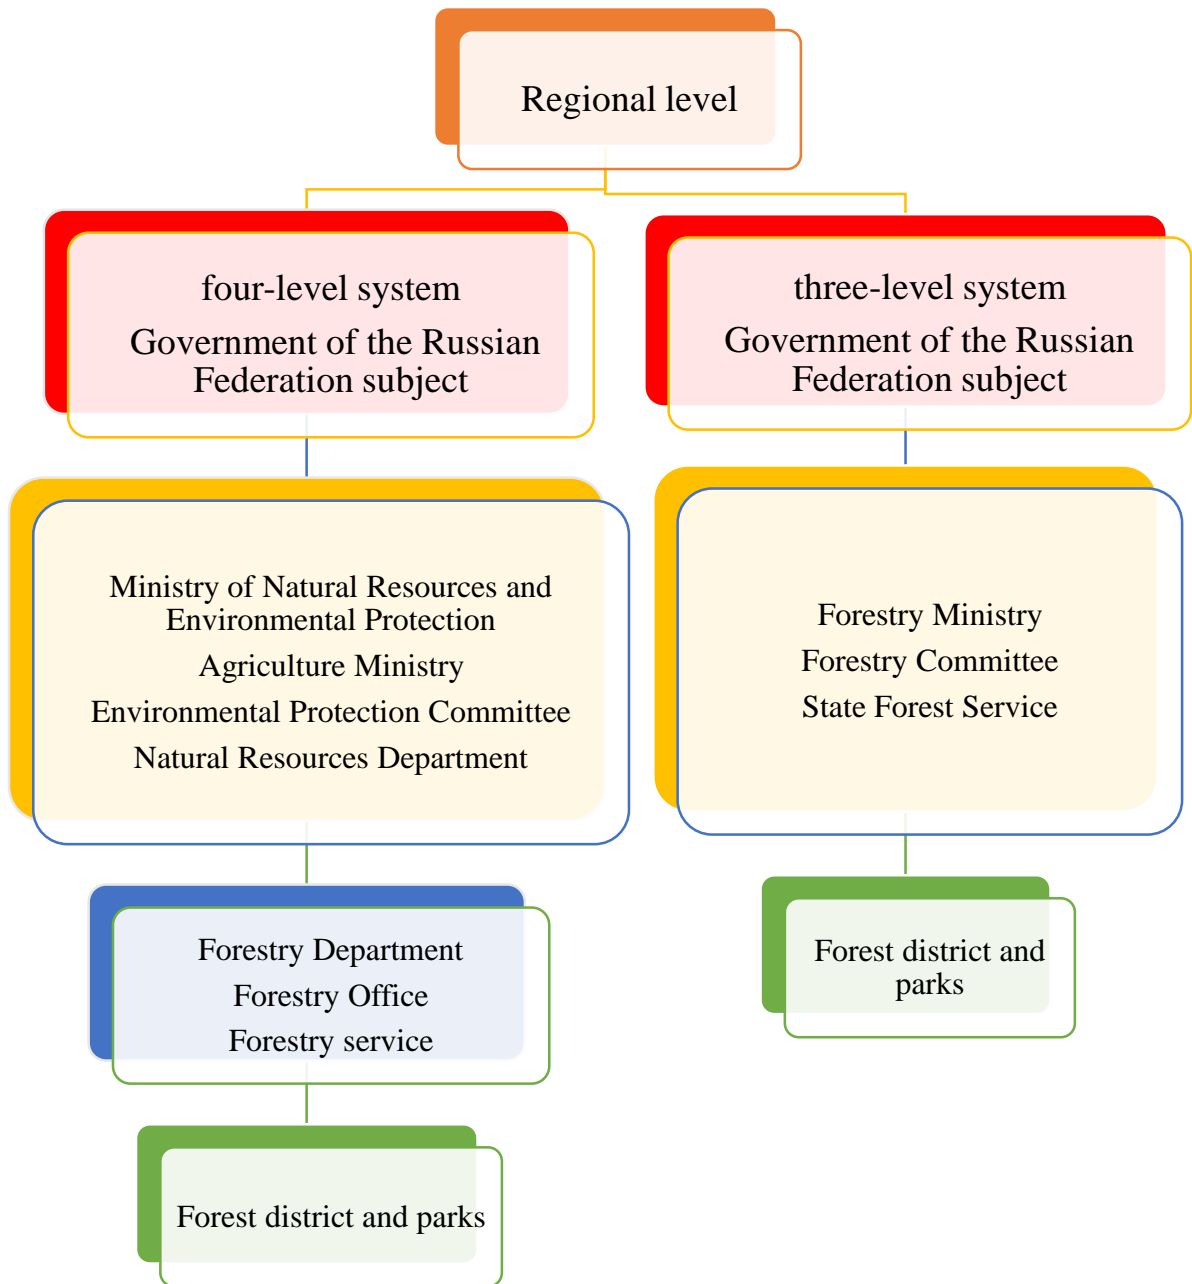 Regional level
four-level system
Government of the Russian
Federation subject
three-level system
Government of the Russian
Federation subject
Ministry of Natural Resources and
Environmental Protection
Agriculture Ministry
Environmental Protection Committee
Natural Resources Department
Forestry Ministry
Forestry Committee
State Forest Service
Forestry Department
Forestry Office
Forestry service
Forest district and
parks
Forest district and parks